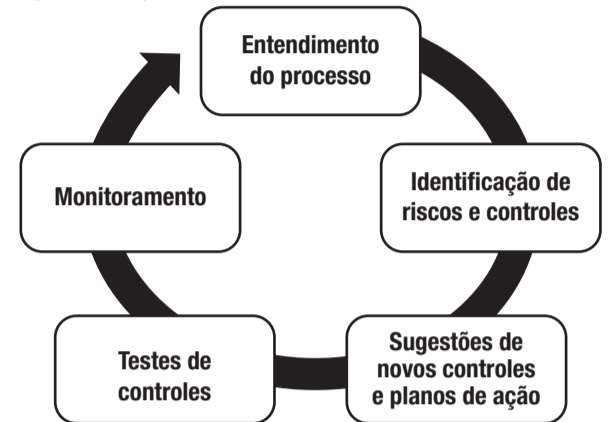 Entendimento
do processo
Identificação de
riscos e controles
Sugestões de
novos controles
e planos de ação
Testes de
controles
Monitoramento